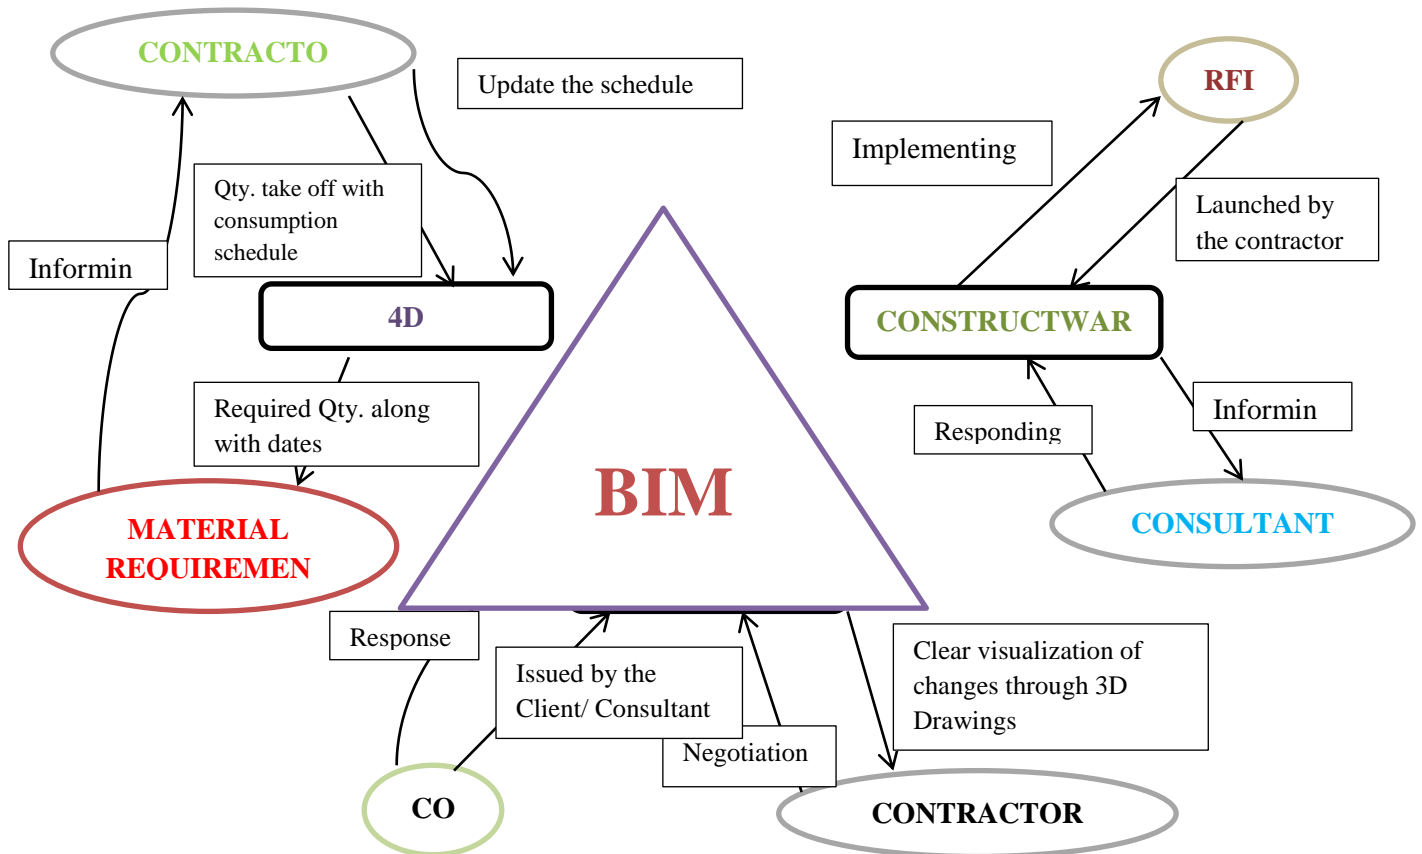 CONTRACTO
Update the schedule
RFI
Implementing
Qty. take off with
consumption
schedule
Launched by
the contractor
Informin
4D
CONSTRUCTWAR
Required Qty. along
with dates
Responding
Informin
BIM
MATERIAL
REQUIREMEN
CONSULTANT
Response
Issued by the
Client/ Consultant
Clear visualization of
changes through 3D
Drawings
Negotiation
CO
CONTRACTOR